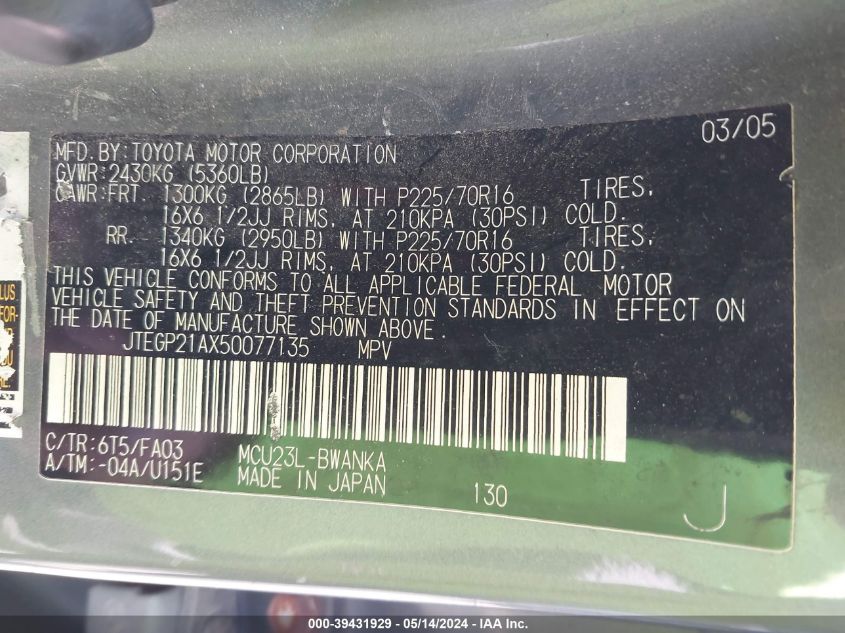 03/05
MFD.BY:TOYOTA MOTOR CORPORATION
GVWR:2430KG (5360LB)
GAWR:FRT. 1300KG (2865LB) WITH P225/70R16 TIRES,
16X6 1/2JJ RIMS, AT 210KPA (30PSI) COLD.
RR. 1340KG (2950LB) WITH P225/70R16 TIRES,
16X6 1/2JJ RIMS, AT 210KPA (30PSI) COLD.
THIS VEHICLE CONFORMS TO ALL APPLICABLE FEDERAL MOTOR
VEHICLE SAFETY AND THEFT PREVENTION STANDARDS IN EFFECT ON
THE DATE OF MANUFACTURE SHOWN ABOVE.
JTEGP21AX50077135 MPV
C/TR:6T5/FA03 MCU23L-BWANKA
A/TM:-04A/U151E MADE IN JAPAN 130 J
000-39431929 - 05/14/2024 - IAA Inc.